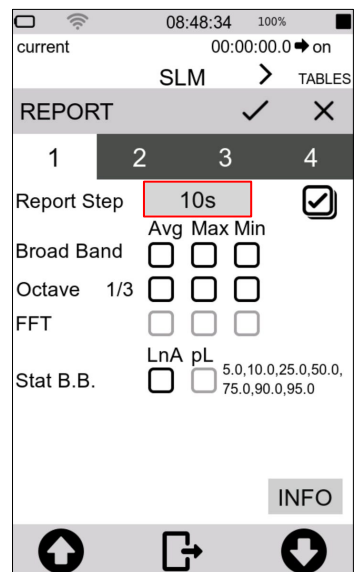 08:48:34 100%
current 00:00:00.0 on
SLM > TABLES
REPORT
1 2 3 4
Report Step 10s
Avg Max Min
Broad Band
Octave 1/3
FFT
LnA pL
Stat B.B. 5.0,10.0,25.0,50.0,
75.0,90.0,95.0
INFO